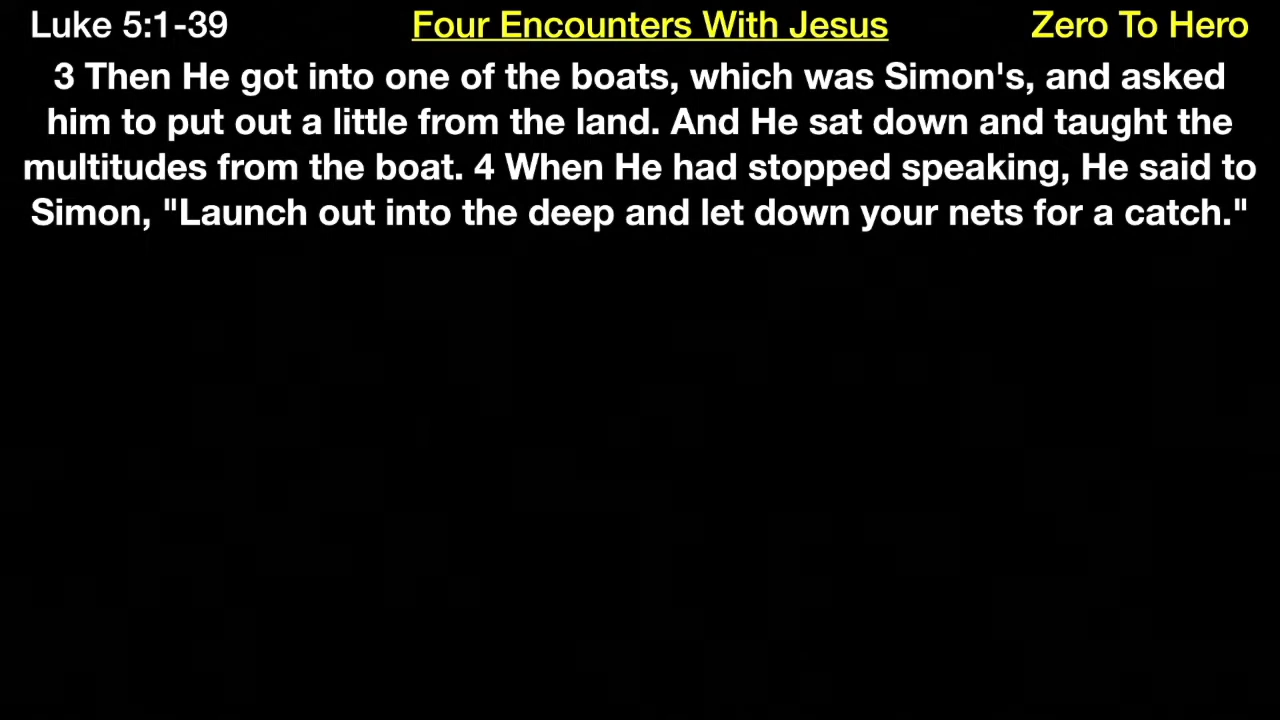 Luke 5:1-39 Four Encounters With Jesus Zero To Hero
3 Then He got into one of the boats, which was Simon's, and asked
him to put out a little from the land. And He sat down and taught the
multitudes from the boat. 4 When He had stopped speaking, He said to
Simon, "Launch out into the deep and let down your nets for a catch."